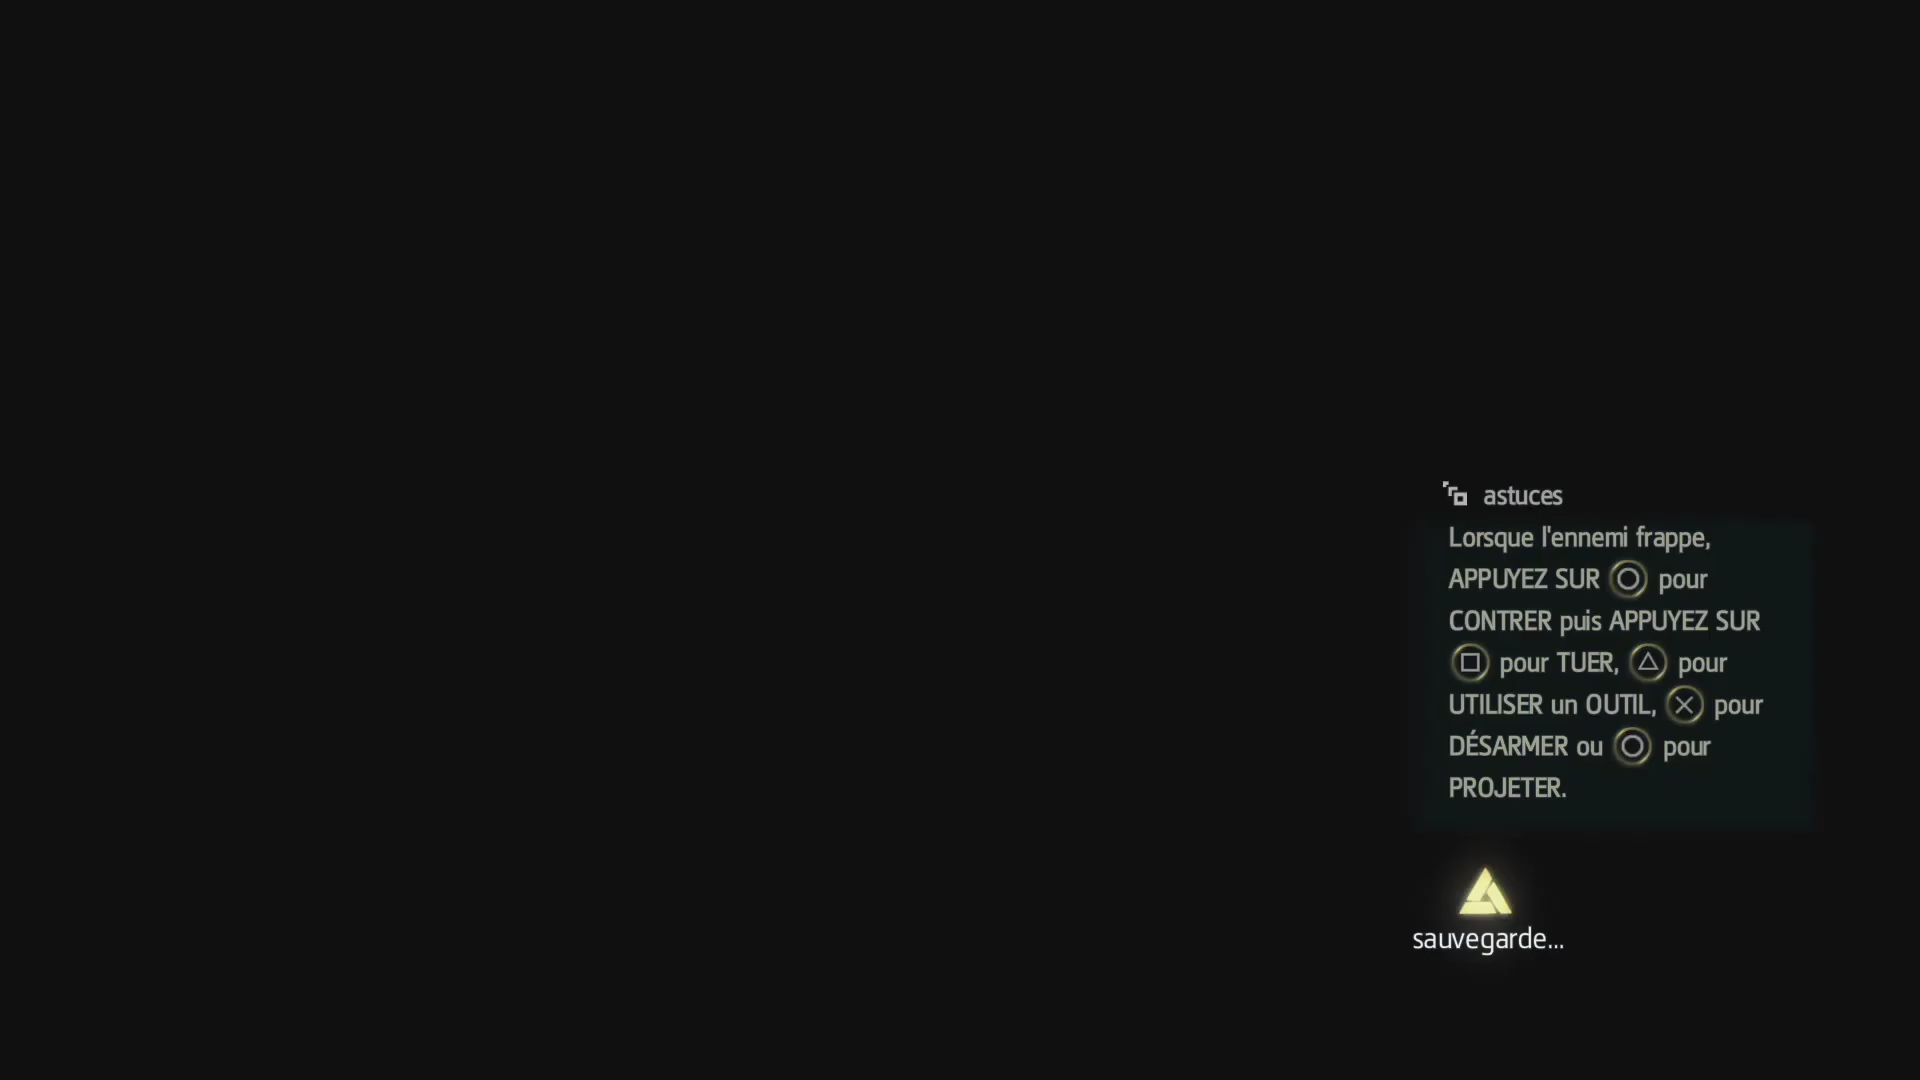 astuces
Lorsque l'ennemi frappe,
APPUYEZ SUR pour
CONTRER puis APPUYEZ SUR
pour TUER, pour
UTILISER un OUTIL, pour
DÉSARMER ou pour
PROJETER.
sauvegarde...